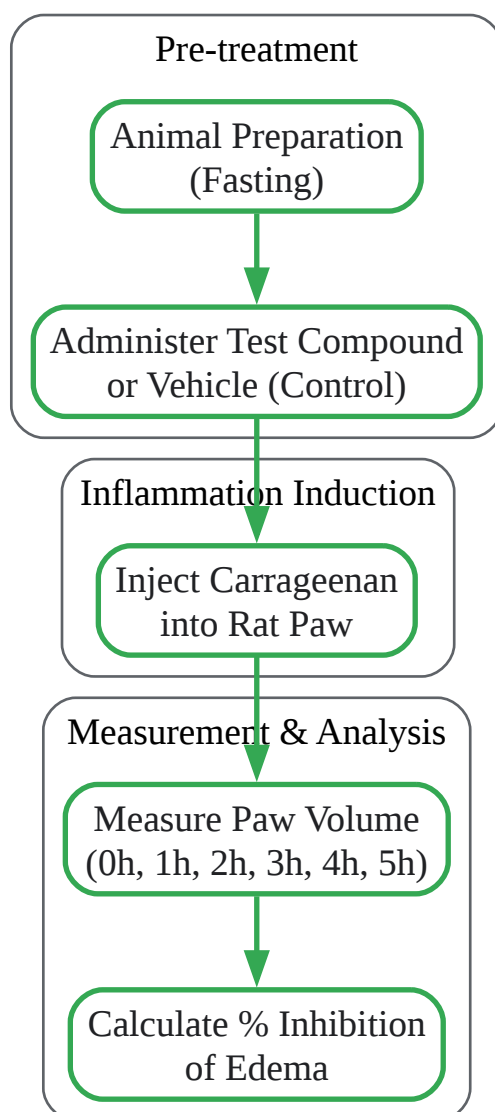 Pre-treatment
Animal Preparation
(Fasting)
Administer Test Compound
or Vehicle (Control)
Inflammation Induction
Inject Carrageenan
into Rat Paw
Measurement & Analysis
Measure Paw Volume
(0h, 1h, 2h, 3h, 4h, 5h)
Calculate % Inhibition
of Edema